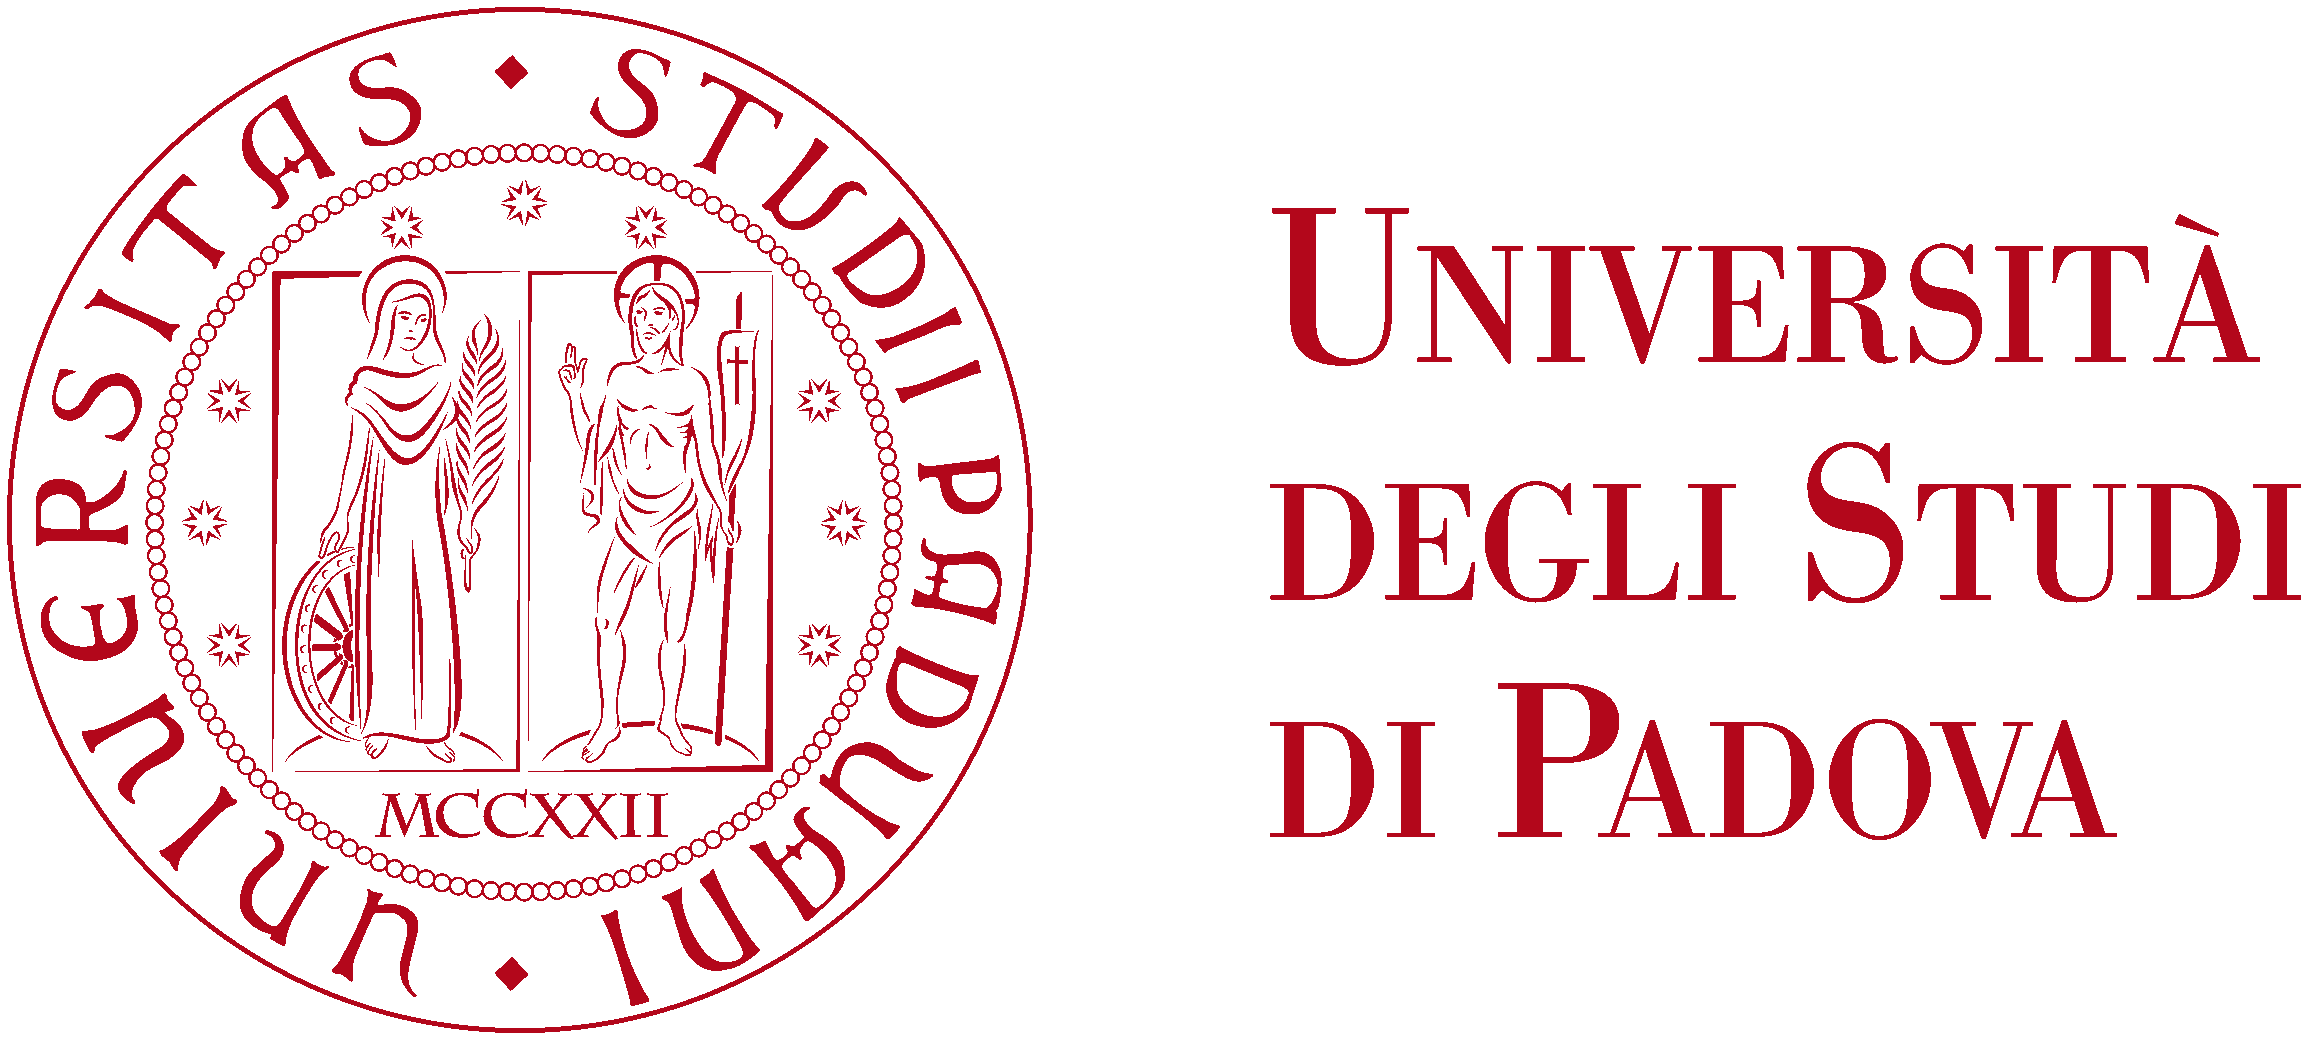 UNIVERSITAS • STUDII PADUANI
MCCXXII
UNIVERSITÀ
DEGLI STUDI
DI PADOVA